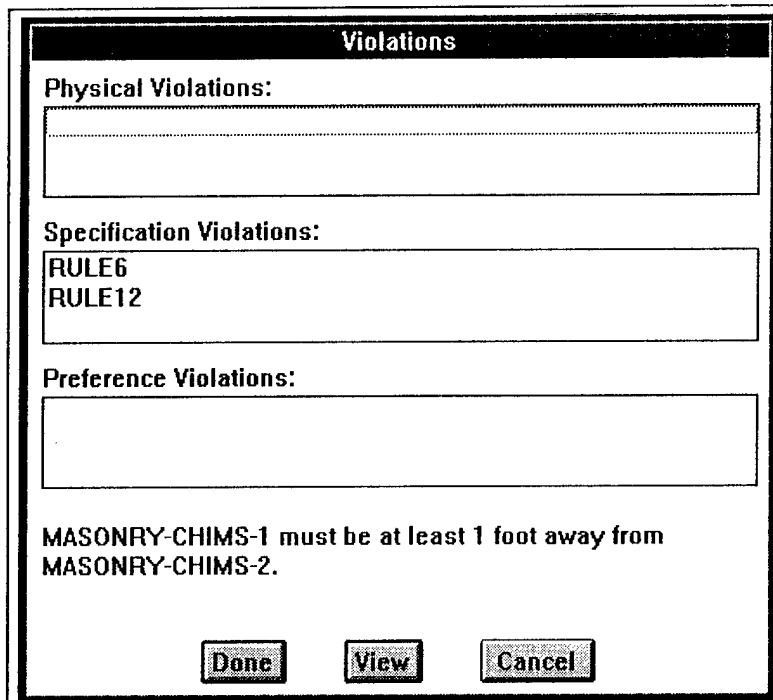 Violations
Physical Violations:
Specification Violations:
RULE6
RULE12
Preference Violations:
MASONRY-CHIMS-1 must be at least 1 foot away from
MASONRY-CHIMS-2.
Done View Cancel